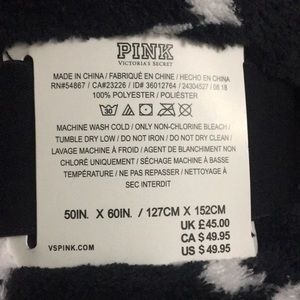 PINK
VICTORIA'S SECRET
MADE IN CHINA / FABRIQUÉ EN CHINE / HECHO EN CHINA
RN#54867 / CA#23226 / ID# 36012764 / 24304527 / 06 18
100% POLYESTER / POLIÉSTER
30
MACHINE WASH COLD / ONLY NON-CHLORINE BLEACH /
TUMBLE DRY LOW / DO NOT IRON / DO NOT DRY CLEAN /
LAVAGE MACHINE À FROID / AGENT DE BLANCHIMENT NON
CHLORÉ UNIQUEMENT / SÉCHAGE MACHINE À BASSE
TEMPÉRATURE / NE PAS REPASSER / NETTOYAGE À
SEC INTERDIT
50IN. X 60IN. / 127CM X 152CM
UK £45.00
CA $ 49.95
US $ 49.95
VSPINK.COM